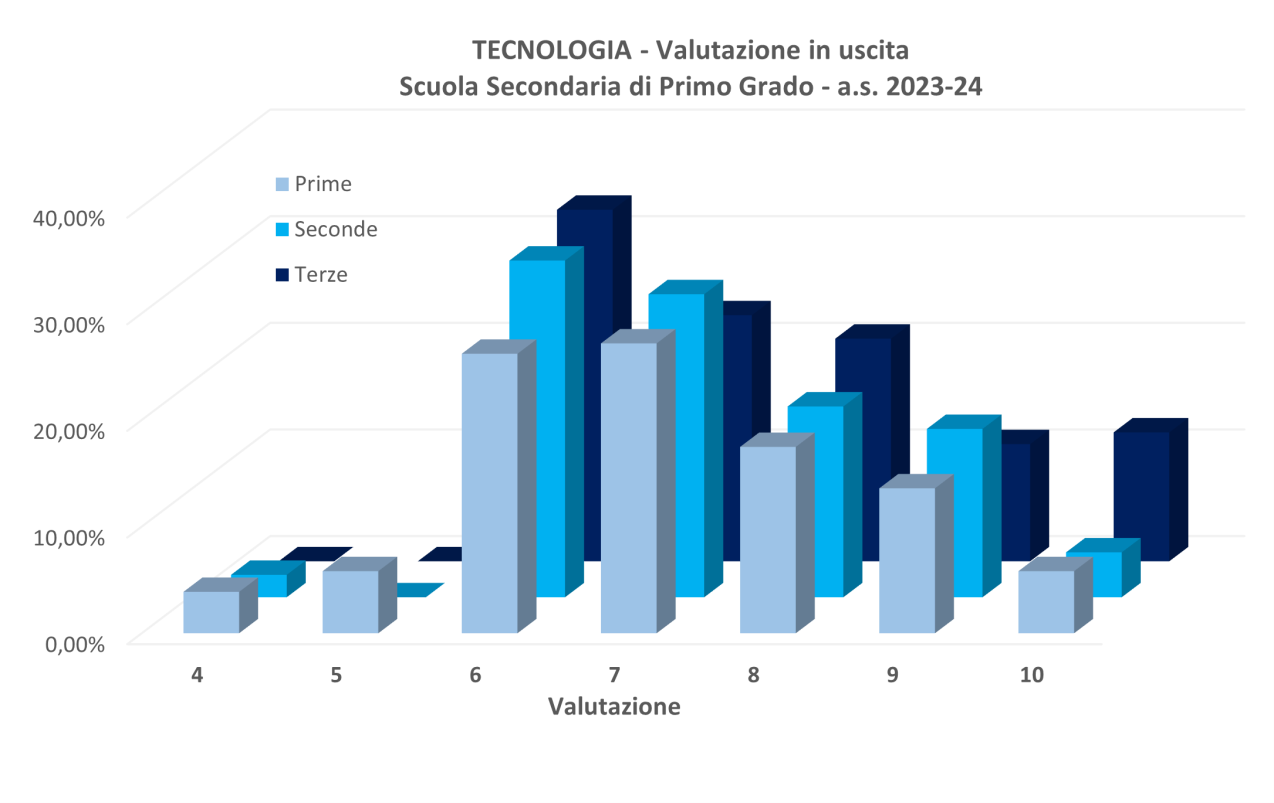 TECNOLOGIA - Valutazione in uscita
Scuola Secondaria di Primo Grado - a.s. 2023-24
Prime
Seconde
Terze
40,00%
30,00%
20,00%
10,00%
0,00%
4 5 6 7 8 9 10
Valutazione